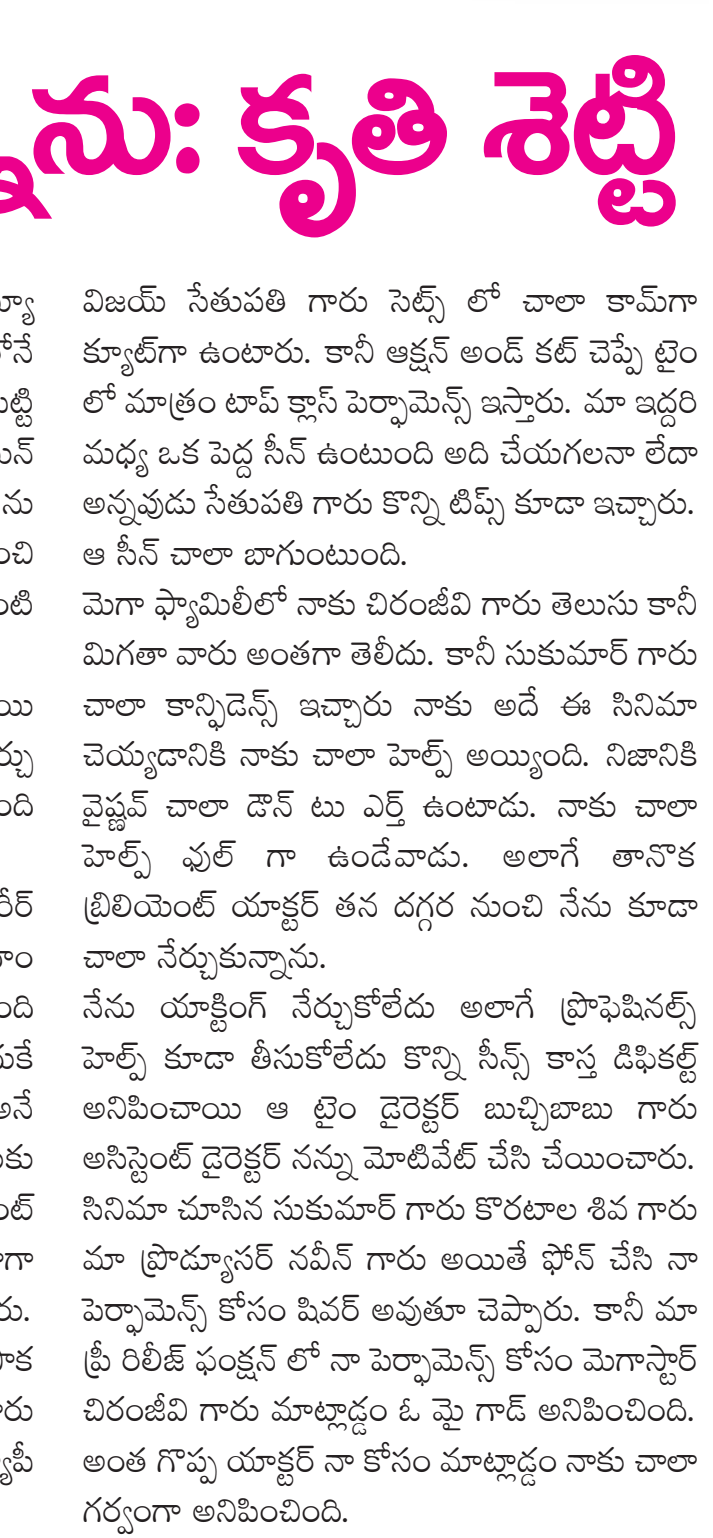 ను: కృతి శెట్టి
విజయ్ సేతుపతి గారు సెట్స్ లో చాలా కామ్‌గా
క్యూట్‌గా ఉంటారు. కానీ ఆక్షన్ అండ్ కట్ చెప్పే టైం
లో మాత్రం టాప్ క్లాస్ పెర్ఫామెన్స్ ఇస్తారు. మా ఇద్దరి
మధ్య ఒక పెద్ద సీన్ ఉంటుంది అది చేయగలనా లేదా
అన్నవుడు సేతుపతి గారు కొన్ని టిప్స్ కూడా ఇచ్చారు.
ఆ సీన్ చాలా బాగుంటుంది.
మెగా ఫ్యామిలీలో నాకు చిరంజీవి గారు తెలుసు కానీ
మిగతా వారు అంతగా తెలీదు. కానీ సుకుమార్ గారు
చాలా కాన్ఫిడెన్స్ ఇచ్చారు నాకు అదే ఈ సినిమా
చెయ్యడానికి నాకు చాలా హెల్ప్ అయ్యింది. నిజానికి
వైష్ణవ్ చాలా డౌన్ టు ఎర్త్ ఉంటాడు. నాకు చాలా
హెల్ప్ ఫుల్ గా ఉండేవాడు. అలాగే తానొక
బ్రిలియెంట్ యాక్టర్ తన దగ్గర నుంచి నేను కూడా
చాలా నేర్చుకున్నాను.
నేను యాక్టింగ్ నేర్చుకోలేదు అలాగే ప్రొఫెషినల్స్
హెల్ప్ కూడా తీసుకోలేదు కొన్ని సీన్స్ కాస్త డిఫికల్ట్
అనిపించాయి ఆ టైం డైరెక్టర్ బుచ్చిబాబు గారు
అసిస్టెంట్ డైరెక్టర్ నన్ను మోటివేట్ చేసి చేయించారు.
సినిమా చూసిన సుకుమార్ గారు కొరటాల శివ గారు
మా ప్రొడ్యూసర్ నవీన్ గారు అయితే ఫోన్ చేసి నా
పెర్ఫామెన్స్ కోసం షివర్ అవుతూ చెప్పారు. కానీ మా
ప్రీ రిలీజ్ ఫంక్షన్ లో నా పెర్ఫామెన్స్ కోసం మెగాస్టార్
చిరంజీవి గారు మాట్లాడ్డం ఓ మై గాడ్ అనిపించింది.
అంత గొప్ప యాక్టర్ నా కోసం మాట్లాడ్డం నాకు చాలా
గర్వంగా అనిపించింది.